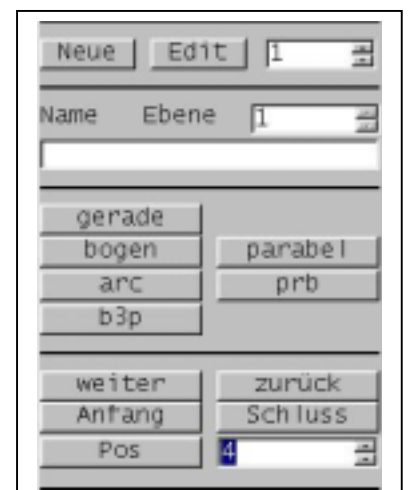 Neue Edit 1
Name Ebene 1
gerade
bogen parabel
arc prb
b3p
weiter zurück
Anfang Schluss
Pos 4